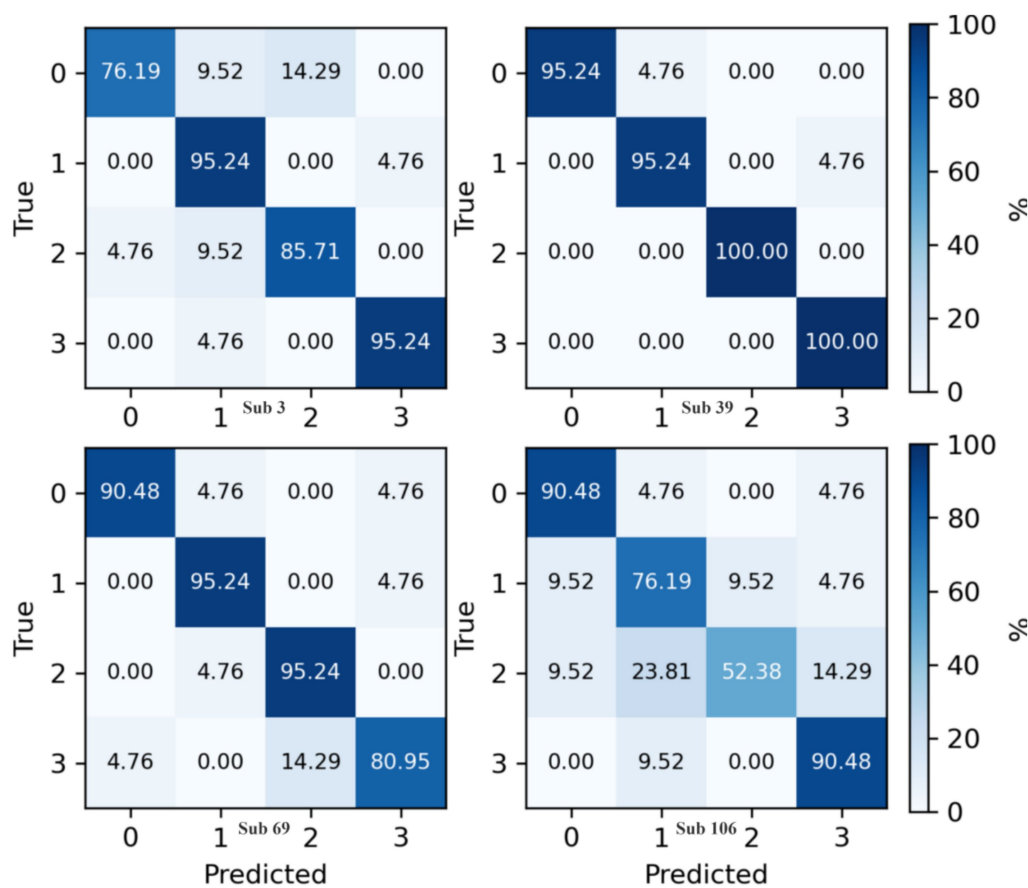 0 76.19 9.52 14.29 0.00
1 0.00 95.24 0.00 4.76
2 4.76 9.52 85.71 0.00
3 0.00 4.76 0.00 95.24
0 1 2 3
Sub 3
True
0 95.24 4.76 0.00 0.00
1 0.00 95.24 0.00 4.76
2 0.00 0.00 100.00 0.00
3 0.00 0.00 0.00 100.00
0 1 2 3
Sub 39
True
100
80
60
40
20
0
%
0 90.48 4.76 0.00 4.76
1 0.00 95.24 0.00 4.76
2 0.00 4.76 95.24 0.00
3 4.76 0.00 14.29 80.95
0 1 2 3
Sub 69
True
Predicted
0 90.48 4.76 0.00 4.76
1 9.52 76.19 9.52 4.76
2 9.52 23.81 52.38 14.29
3 0.00 9.52 0.00 90.48
0 1 2 3
Sub 106
True
Predicted
100
80
60
40
20
0
%